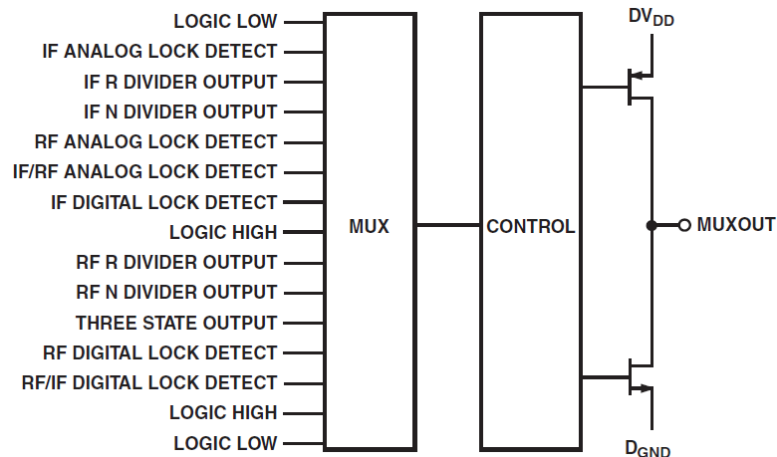 LOGIC LOW
IF ANALOG LOCK DETECT
IF R DIVIDER OUTPUT
IF N DIVIDER OUTPUT
RF ANALOG LOCK DETECT
IF/RF ANALOG LOCK DETECT
IF DIGITAL LOCK DETECT
LOGIC HIGH
RF R DIVIDER OUTPUT
RF N DIVIDER OUTPUT
THREE STATE OUTPUT
RF DIGITAL LOCK DETECT
RF/IF DIGITAL LOCK DETECT
LOGIC HIGH
LOGIC LOW
MUX
CONTROL
DVDD
MUXOUT
DGND